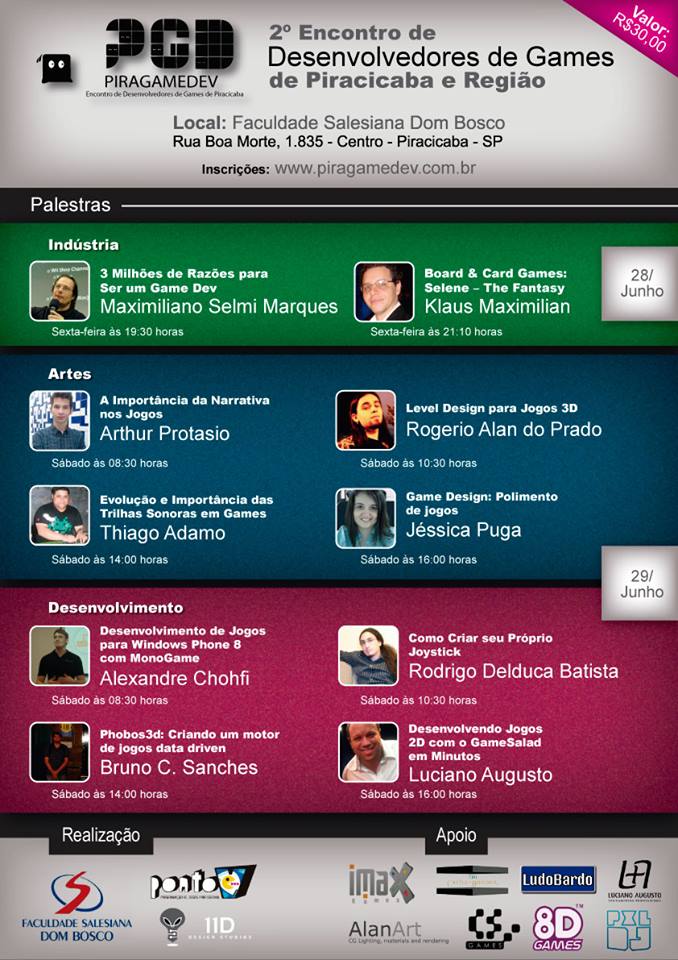 PGD
PIRAGAMEDEV
Encontro de Desenvolvedores de Games de Piracicaba
2º Encontro de
Desenvolvedores de Games
de Piracicaba e Região
Valor:
R$30,00
Local: Faculdade Salesiana Dom Bosco
Rua Boa Morte, 1.835 - Centro - Piracicaba - SP
Inscrições: www.piragamedev.com.br
Palestras
Indústria
28/
Junho
3 Milhões de Razões para
Ser um Game Dev
Maximiliano Selmi Marques
Sexta-feira às 19:30 horas
Board & Card Games:
Selene – The Fantasy
Klaus Maximilian
Sexta-feira às 21:10 horas
Artes
A Importância da Narrativa
nos Jogos
Arthur Protasio
Sábado às 08:30 horas
Level Design para Jogos 3D
Rogerio Alan do Prado
Sábado às 10:30 horas
Evolução e Importância das
Trilhas Sonoras em Games
Thiago Adamo
Sábado às 14:00 horas
Game Design: Polimento
de jogos
Jéssica Puga
Sábado às 16:00 horas
29/
Junho
Desenvolvimento
Desenvolvimento de Jogos
para Windows Phone 8
com MonoGame
Alexandre Chohfi
Sábado às 08:30 horas
Como Criar seu Próprio
Joystick
Rodrigo Delduca Batista
Sábado às 10:30 horas
Phobos3d: Criando um motor
de jogos data driven
Bruno C. Sanches
Sábado às 14:00 horas
Desenvolvendo Jogos
2D com o GameSalad
em Minutos
Luciano Augusto
Sábado às 16:00 horas
Realização
Apoio
FACULDADE SALESIANA
DOM BOSCO
ponto
11D
DESIGN STUDIOS
imax
games
LudoBardo
LUCIANO AUGUSTO
AlanArt
CG Lighting, materials and rendering
GAMES
8D
GAMES
TM